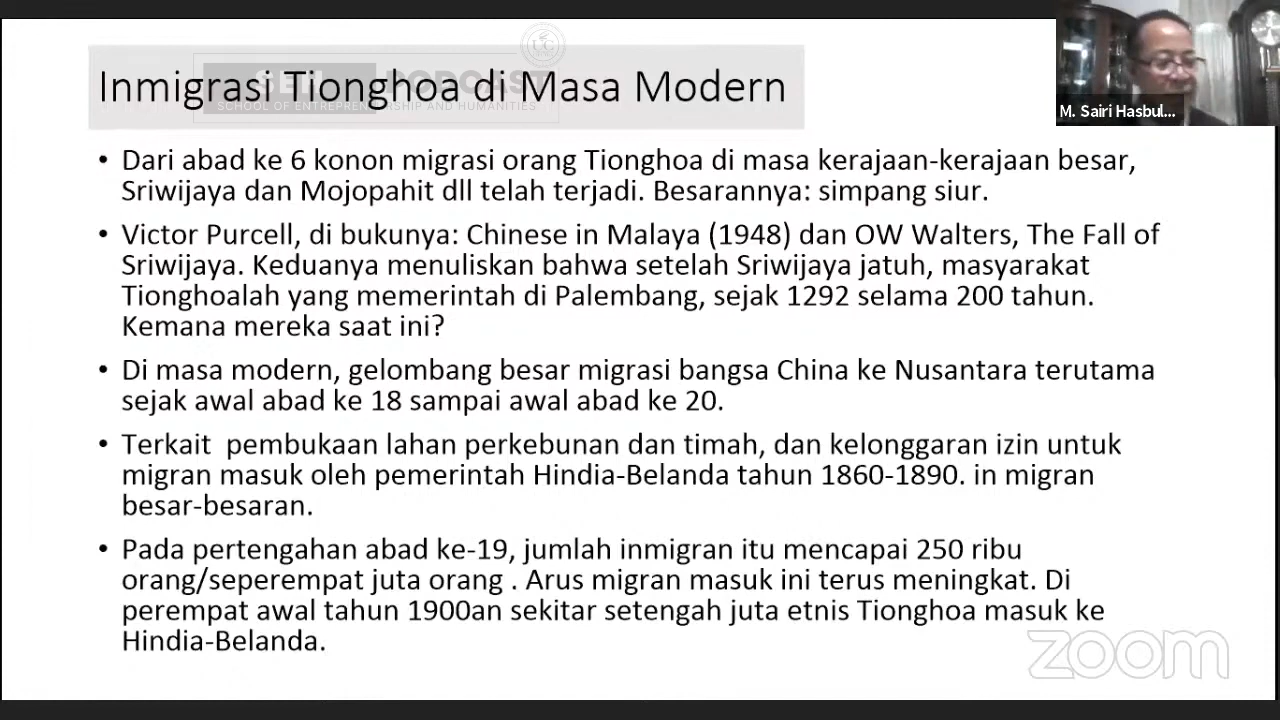 Inmigrasi Tionghoa di Masa Modern
UC
PODCAST
SCHOOL OF ENTREPRENEURSHIP AND HUMANITIES
M. Sairi Hasbul...
• Dari abad ke 6 konon migrasi orang Tionghoa di masa kerajaan-kerajaan besar,
Sriwijaya dan Mojopahit dll telah terjadi. Besarannya: simpang siur.
• Victor Purcell, di bukunya: Chinese in Malaya (1948) dan OW Walters, The Fall of
Sriwijaya. Keduanya menuliskan bahwa setelah Sriwijaya jatuh, masyarakat
Tionghoalah yang memerintah di Palembang, sejak 1292 selama 200 tahun.
Kemana mereka saat ini?
• Di masa modern, gelombang besar migrasi bangsa China ke Nusantara terutama
sejak awal abad ke 18 sampai awal abad ke 20.
• Terkait  pembukaan lahan perkebunan dan timah, dan kelonggaran izin untuk
migran masuk oleh pemerintah Hindia-Belanda tahun 1860-1890. in migran
besar-besaran.
• Pada pertengahan abad ke-19, jumlah inmigran itu mencapai 250 ribu
orang/seperempat juta orang . Arus migran masuk ini terus meningkat. Di
perempat awal tahun 1900an sekitar setengah juta etnis Tionghoa masuk ke
Hindia-Belanda.
zoom